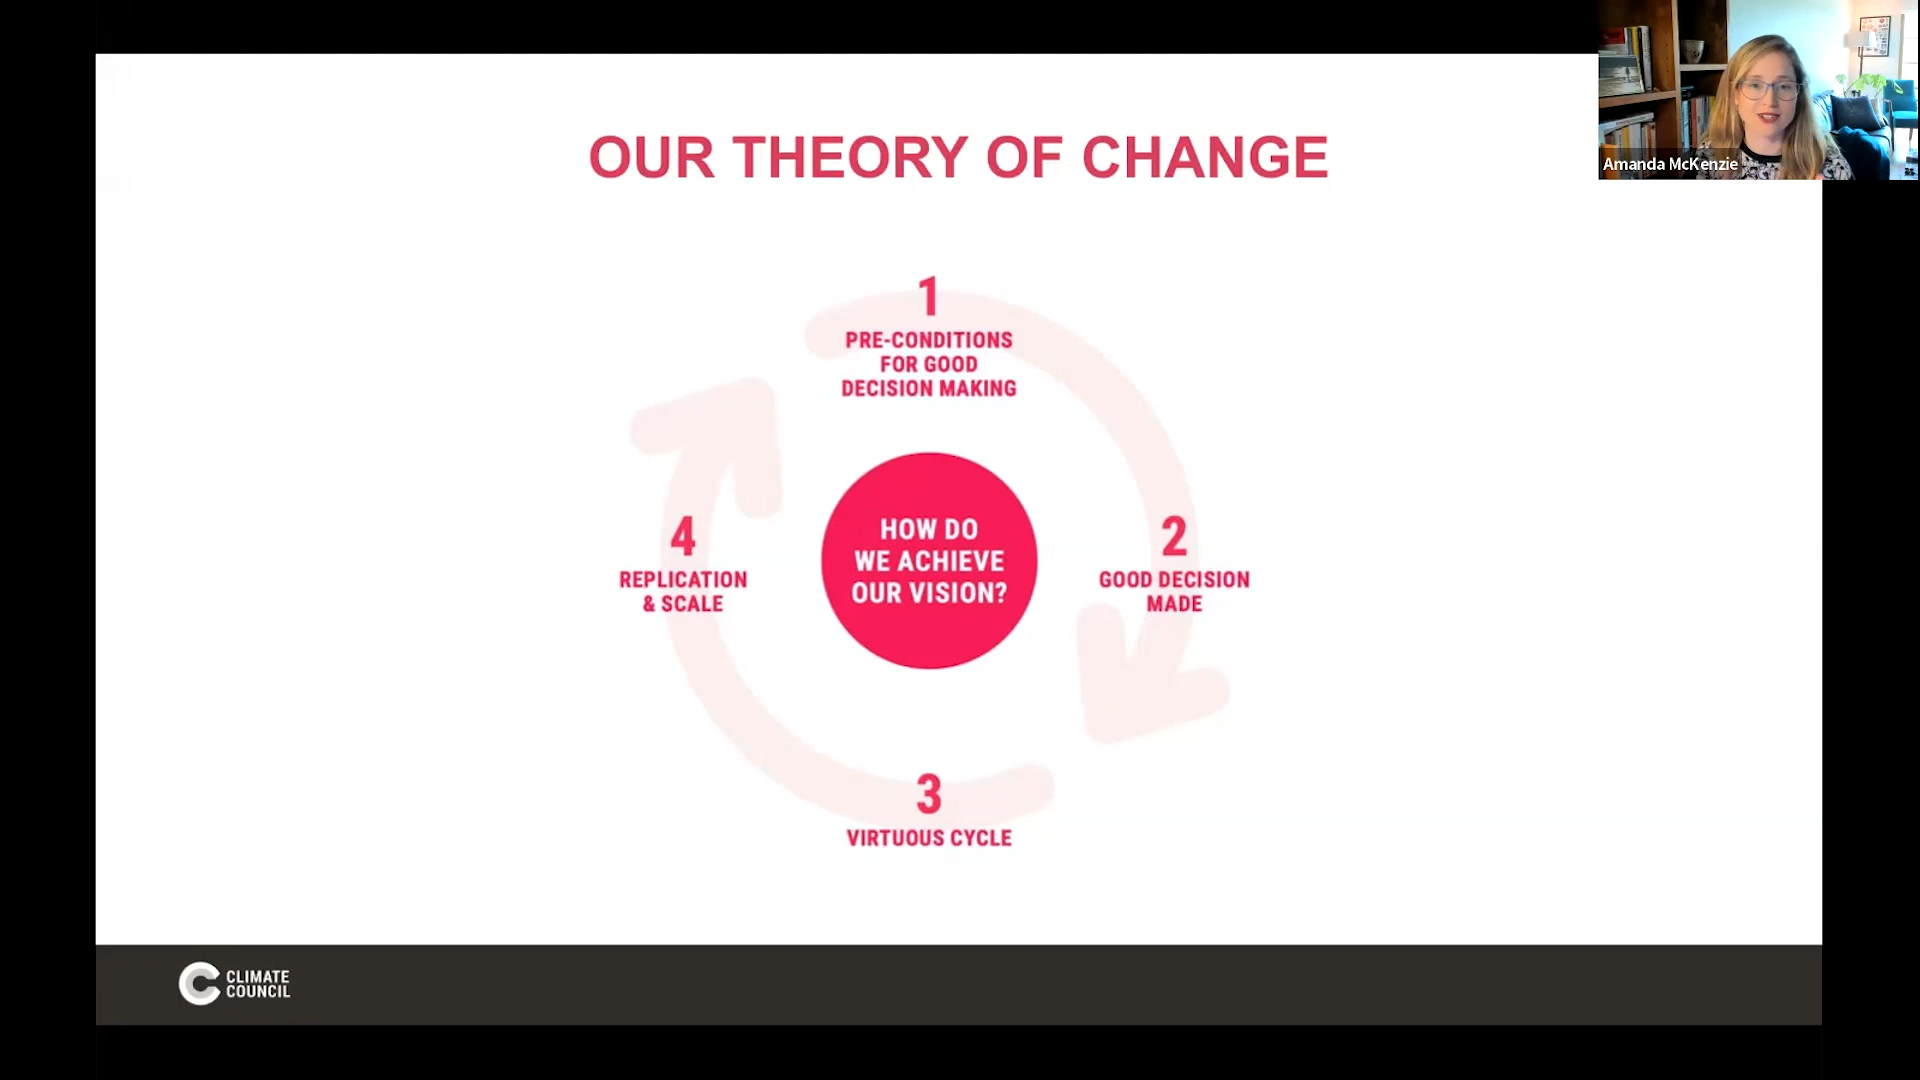 OUR THEORY OF CHANGE
Amanda McKenzie
1
PRE-CONDITIONS
FOR GOOD
DECISION MAKING
HOW DO
WE ACHIEVE
OUR VISION?
2
GOOD DECISION
MADE
3
VIRTUOUS CYCLE
4
REPLICATION
& SCALE
CLIMATE
COUNCIL